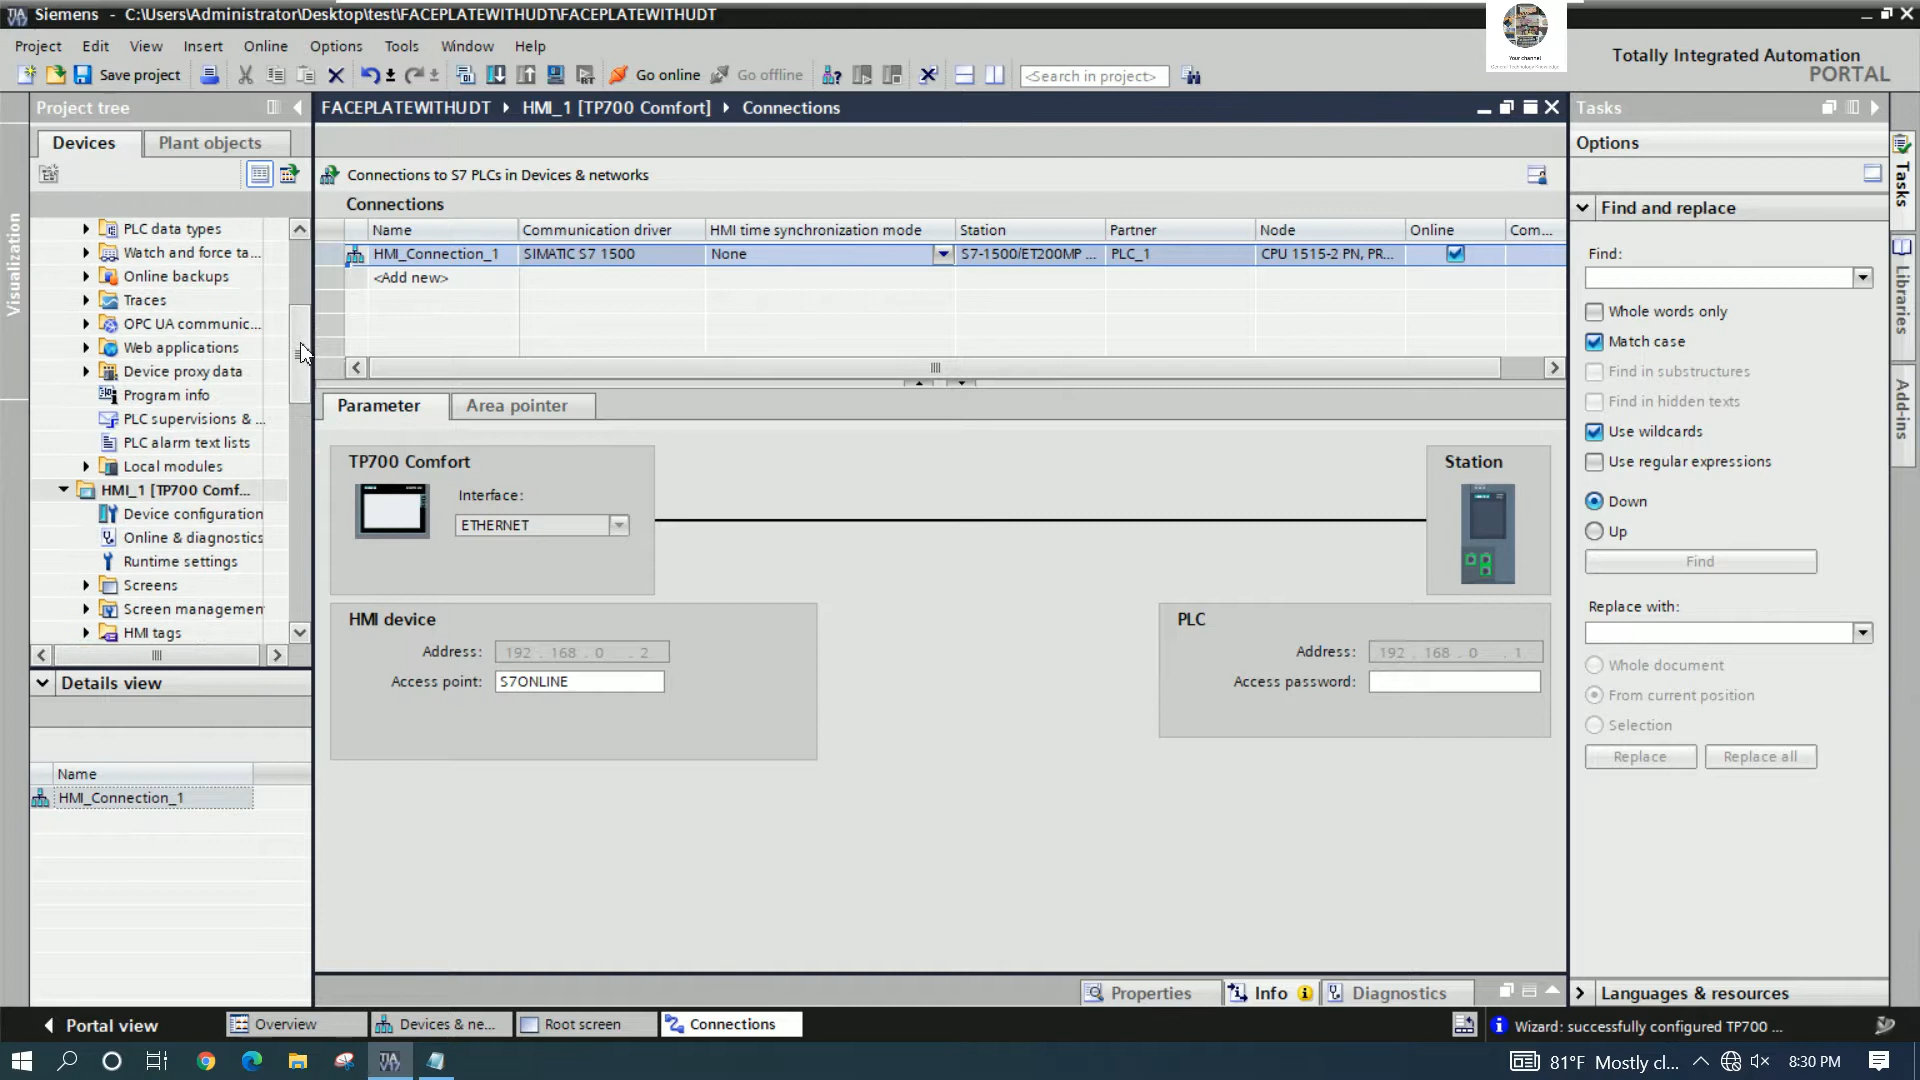 Siemens - C:\Users\Administrator\Desktop\test\FACEPLATEWITHUDT\FACEPLATEWITHUDT
Project Edit View Insert Online Options Tools Window Help
Your channel
Totally Integrated Automation
PORTAL
Save project
Go online
Go offline
<Search in project>
Project tree
FACEPLATEWITHUDT HMI_1 [TP700 Comfort] Connections
Tasks
Devices Plant objects
Options
Connections to S7 PLCs in Devices & networks
Connections
Name Communication driver HMI time synchronization mode Station Partner Node Online Com...
HMI_Connection_1 SIMATIC S7 1500 None S7-1500/ET200MP ... PLC_1 CPU 1515-2 PN, PR...
<Add new>
PLC data types
Watch and force ta...
Online backups
Traces
OPC UA communic...
Web applications
Device proxy data
Program info
PLC supervisions & ...
PLC alarm text lists
Local modules
HMI_1 [TP700 Comf...
Device configuration
Online & diagnostics
Runtime settings
Screens
Screen managemen
HMI tags
Visualization
Parameter Area pointer
TP700 Comfort
Interface:
ETHERNET
Station
HMI device
Address: 192 . 168 . 0 . 2
Access point: S7ONLINE
PLC
Address: 192 . 168 . 0 . 1
Access password:
Find and replace
Find:
Whole words only
Match case
Find in substructures
Find in hidden texts
Use wildcards
Use regular expressions
Down
Up
Find
Replace with:
Whole document
From current position
Selection
Replace Replace all
Languages & resources
Tasks
Libraries
Add-ins
Details view
Name
HMI_Connection_1
Properties Info Diagnostics
Portal view Overview Devices & ne... Root screen Connections
Wizard: successfully configured TP700 ...
81°F Mostly cl... 8:30 PM